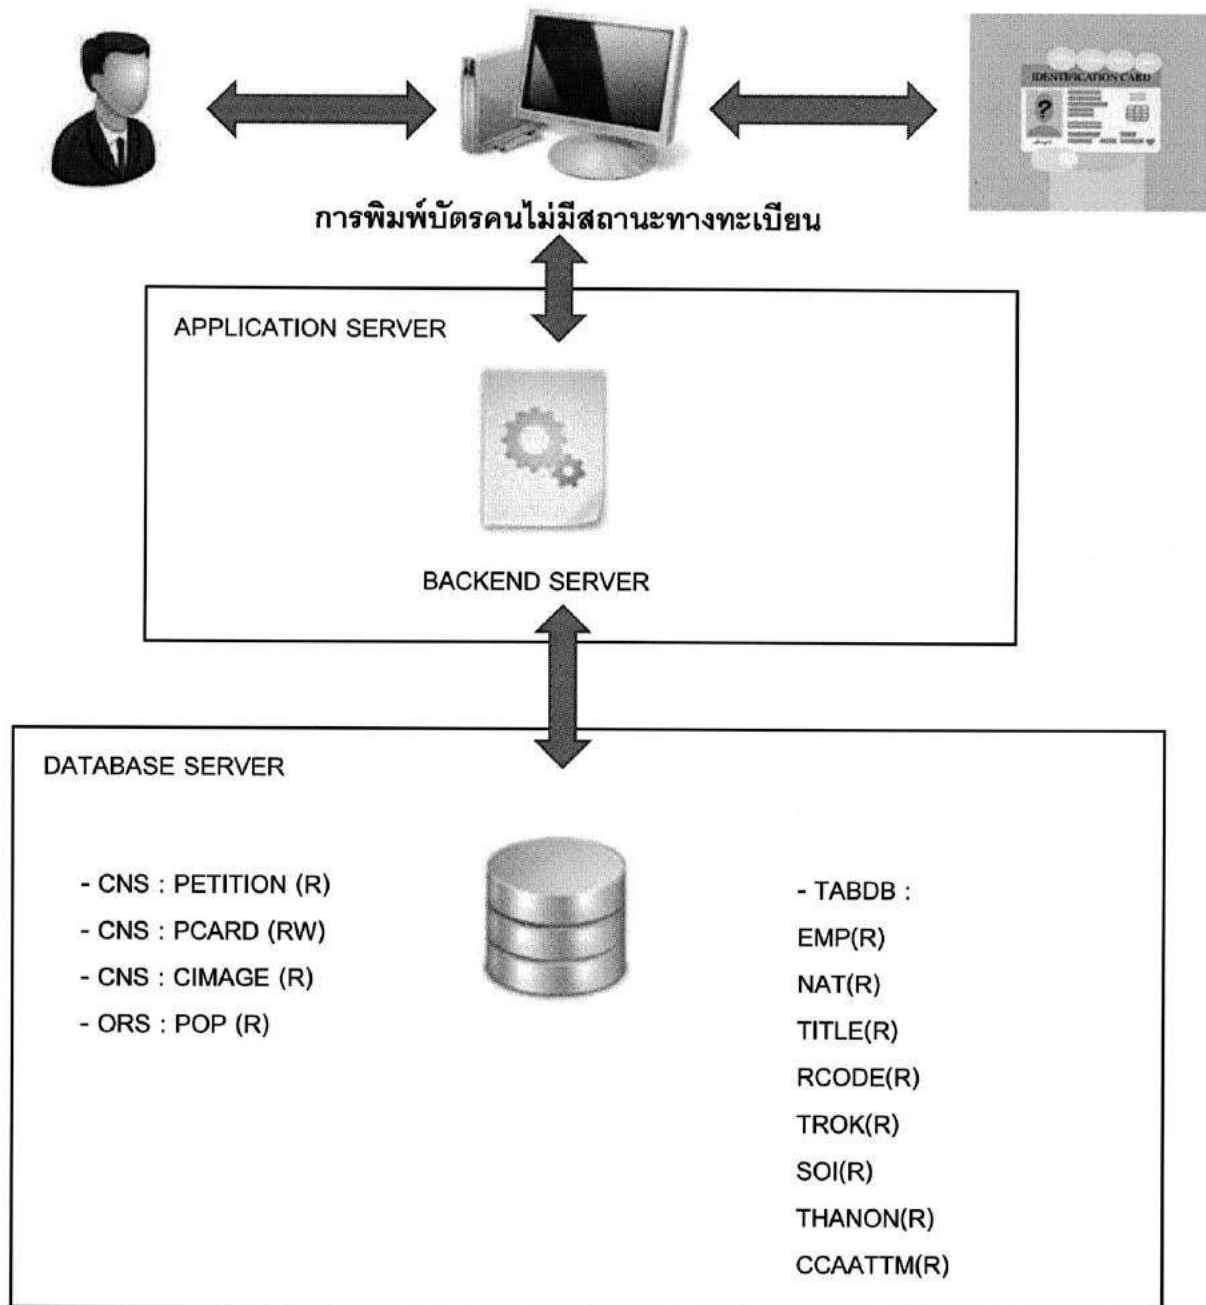 IDENTIFICATION CARD
?
การพิมพ์บัตรคนไม่มีสถานะทางทะเบียน
APPLICATION SERVER
BACKEND SERVER
DATABASE SERVER
- CNS : PETITION (R)
- CNS : PCARD (RW)
- CNS : CIMAGE (R)
- ORS : POP (R)
- TABDB :
EMP(R)
NAT(R)
TITLE(R)
RCODE(R)
TROK(R)
SOI(R)
THANON(R)
CCAATTM(R)